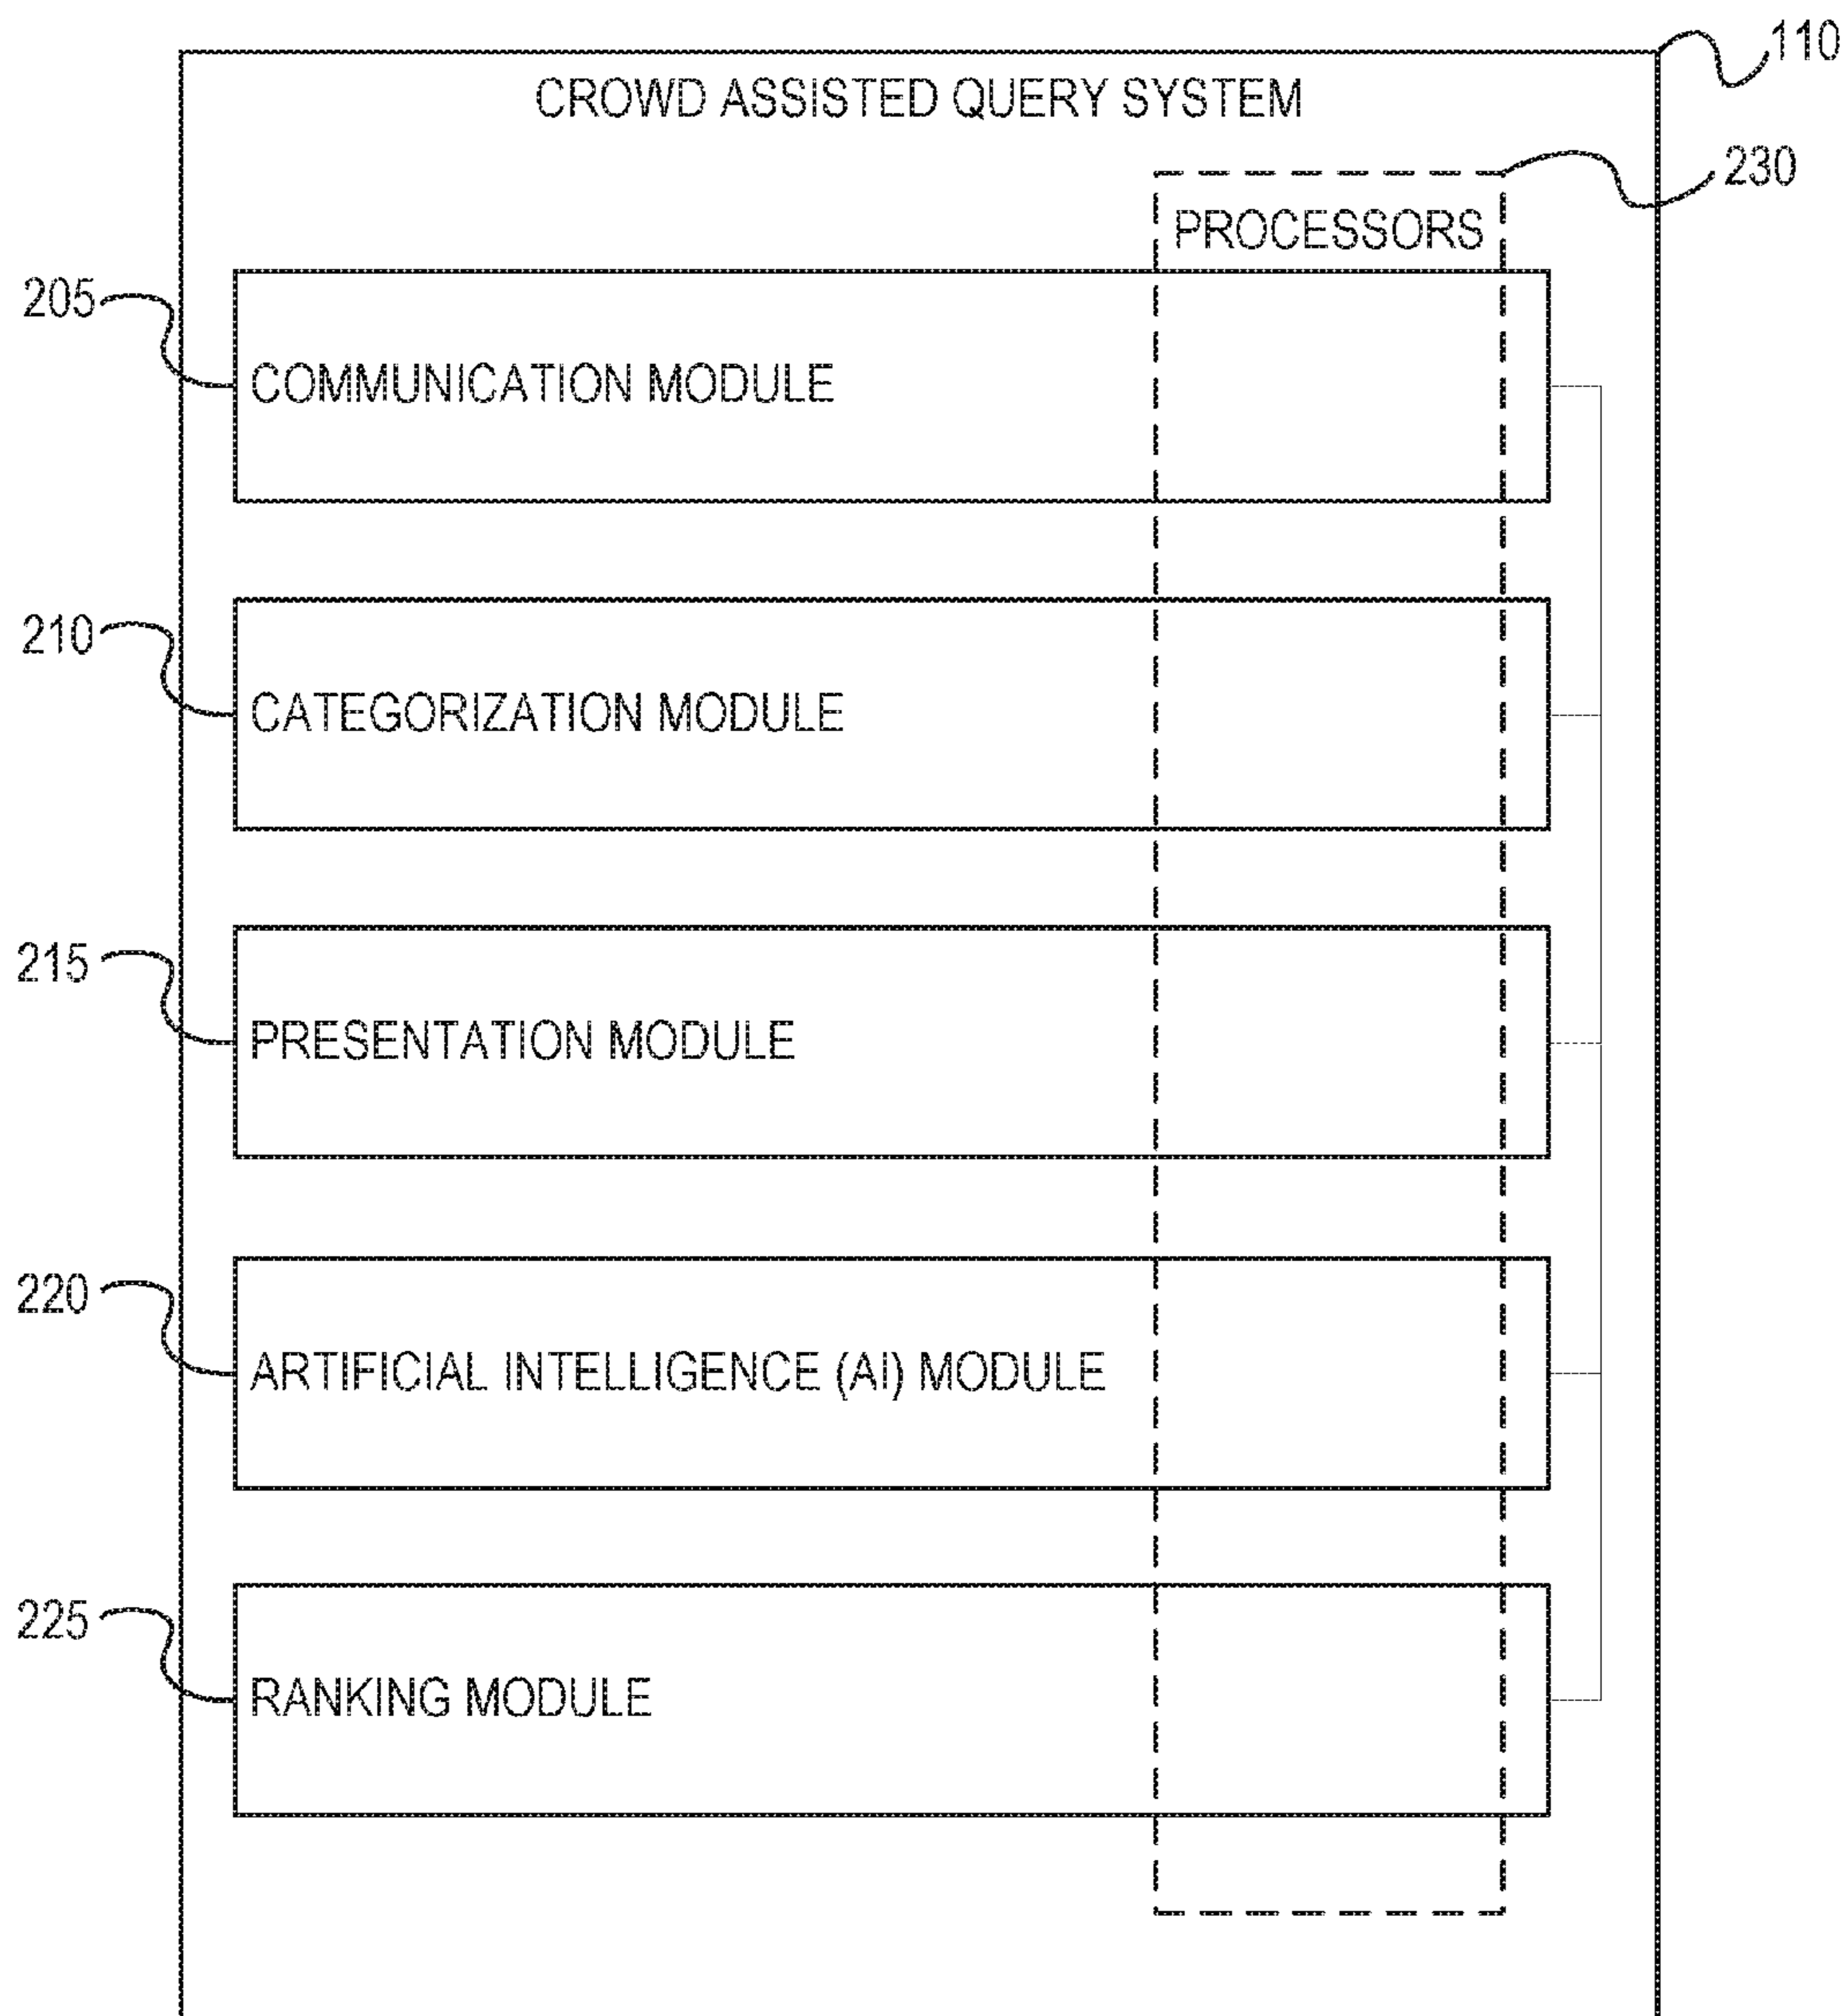 110
CROWD ASSISTED QUERY SYSTEM
230
PROCESSORS
205
COMMUNICATION MODULE
210
CATEGORIZATION MODULE
215
PRESENTATION MODULE
220
ARTIFICIAL INTELLIGENCE (AI) MODULE
225
RANKING MODULE